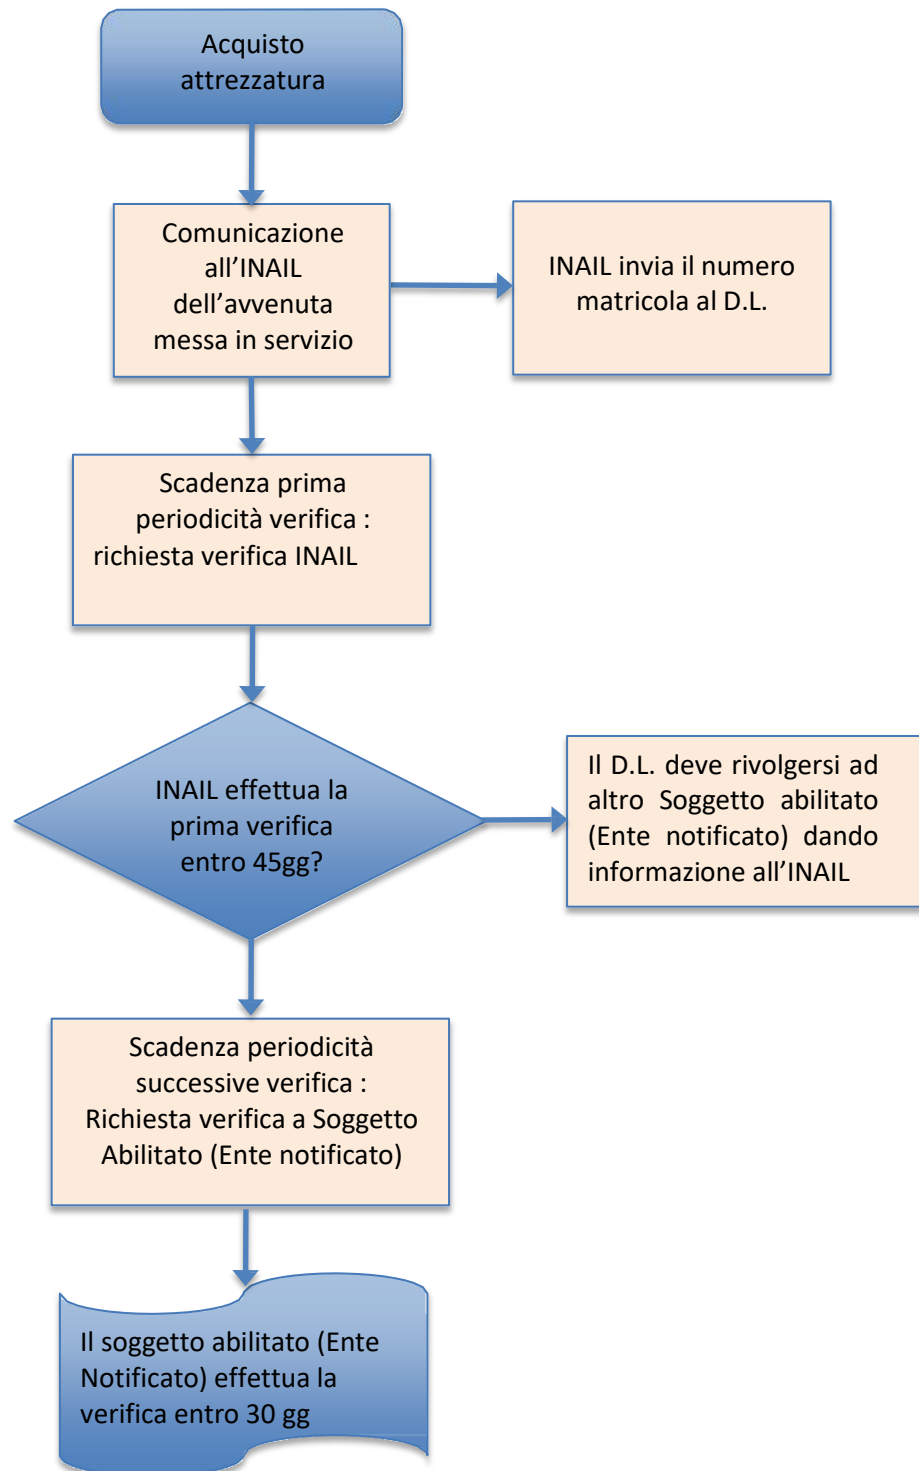 Acquisto
attrezzatura
Comunicazione
all’INAIL
dell’avvenuta
messa in servizio
INAIL invia il numero
matricola al D.L.
Scadenza prima
periodicità verifica :
richiesta verifica INAIL
INAIL effettua la
prima verifica
entro 45gg?
Il D.L. deve rivolgersi ad
altro Soggetto abilitato
(Ente notificato) dando
informazione all’INAIL
Scadenza periodicità
successive verifica :
Richiesta verifica a Soggetto
Abilitato (Ente notificato)
Il soggetto abilitato (Ente
Notificato) effettua la
verifica entro 30 gg